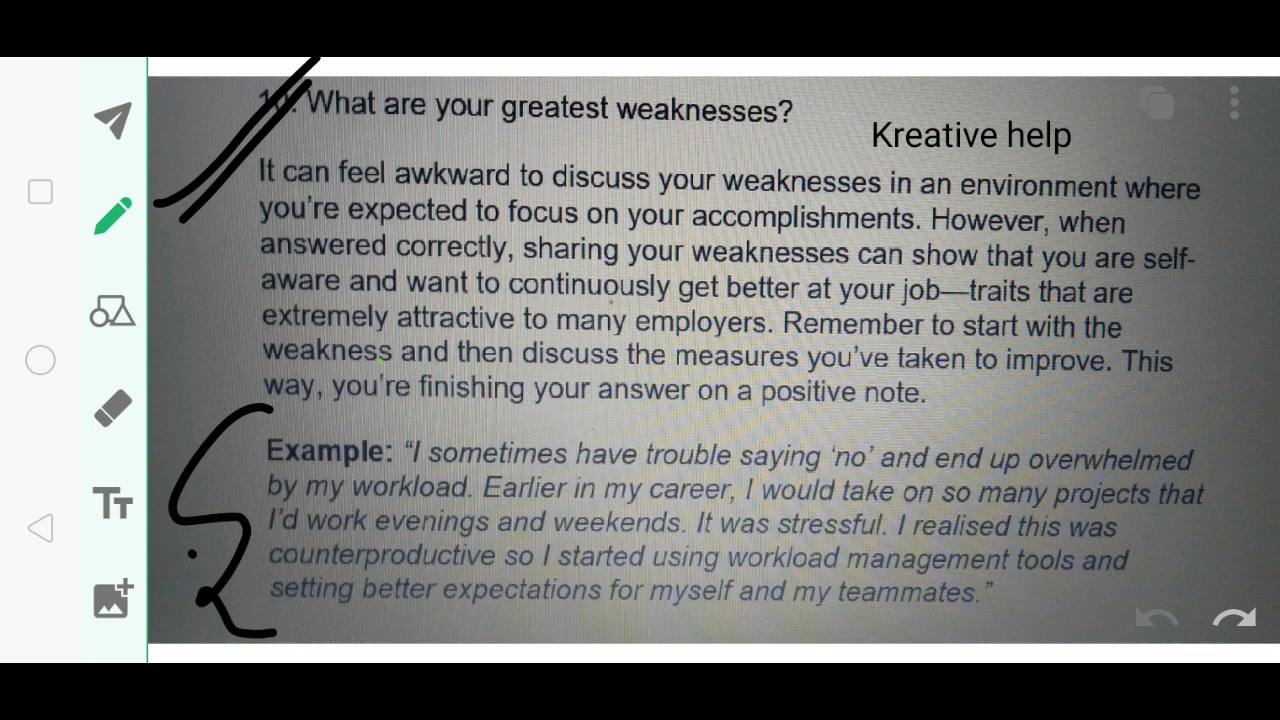 10. What are your greatest weaknesses?
Kreative help
It can feel awkward to discuss your weaknesses in an environment where
you're expected to focus on your accomplishments. However, when
answered correctly, sharing your weaknesses can show that you are self-
aware and want to continuously get better at your job—traits that are
extremely attractive to many employers. Remember to start with the
weakness and then discuss the measures you've taken to improve. This
way, you're finishing your answer on a positive note.
Example: “I sometimes have trouble saying ‘no’ and end up overwhelmed
by my workload. Earlier in my career, I would take on so many projects that
I'd work evenings and weekends. It was stressful. I realised this was
counterproductive so I started using workload management tools and
setting better expectations for myself and my teammates.”
TT